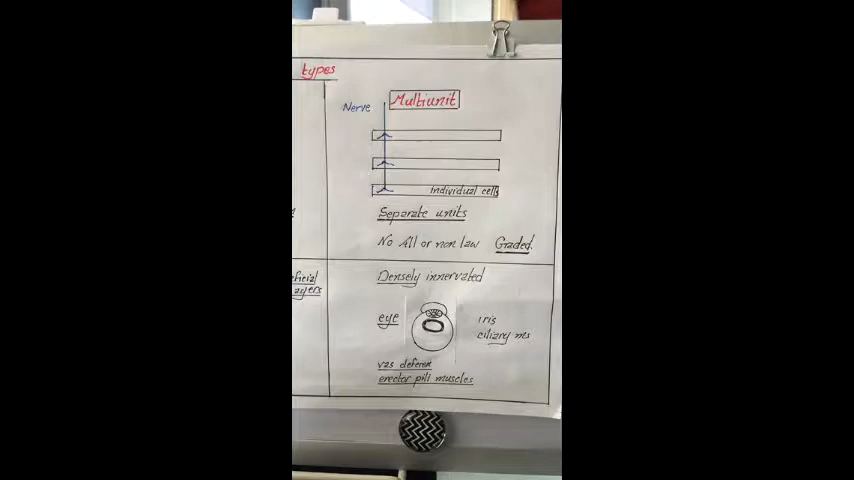 types
Multiunit
Nerve
individual cells
Separate units
No All or non law Graded.
Densely innervated
eye
iris
ciliary ms
vas deferen
erector pili muscles